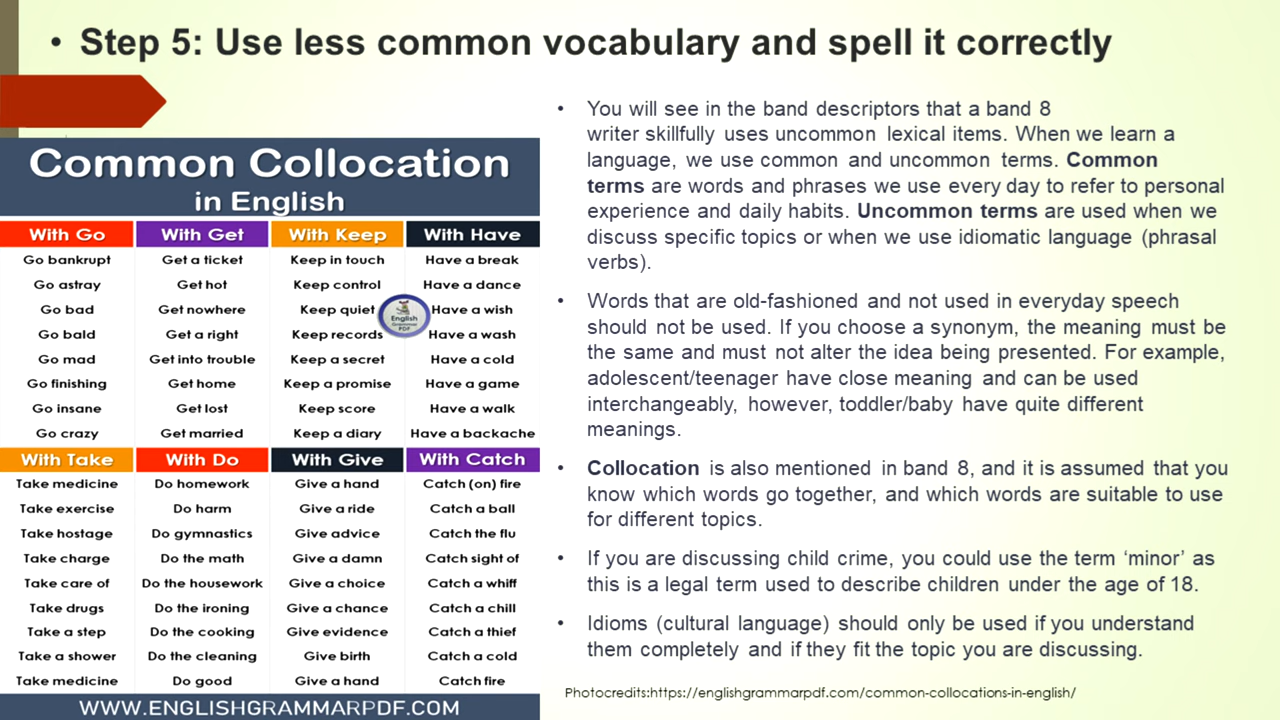 • Step 5: Use less common vocabulary and spell it correctly
Common Collocation
in English
With Go With Get With Keep With Have
Go bankrupt Get a ticket Keep in touch Have a break
Go astray Get hot Keep control Have a dance
Go bad Get nowhere Keep quiet Have a wish
English
Grammar
PDF
Go bald Get a right Keep records Have a wash
Go mad Get into trouble Keep a secret Have a cold
Go finishing Get home Keep a promise Have a game
Go insane Get lost Keep score Have a walk
Go crazy Get married Keep a diary Have a backache
With Take With Do With Give With Catch
Take medicine Do homework Give a hand Catch (on) fire
Take exercise Do harm Give a ride Catch a ball
Take hostage Do gymnastics Give advice Catch the flu
Take charge Do the math Give a damn Catch sight of
Take care of Do the housework Give a choice Catch a whiff
Take drugs Do the ironing Give a chance Catch a chill
Take a step Do the cooking Give evidence Catch a thief
Take a shower Do the cleaning Give birth Catch a cold
Take medicine Do good Give a hand Catch fire
WWW.ENGLISHGRAMMARPDF.COM
• You will see in the band descriptors that a band 8
writer skillfully uses uncommon lexical items. When we learn a
language, we use common and uncommon terms. Common
terms are words and phrases we use every day to refer to personal
experience and daily habits. Uncommon terms are used when we
discuss specific topics or when we use idiomatic language (phrasal
verbs).
• Words that are old-fashioned and not used in everyday speech
should not be used. If you choose a synonym, the meaning must be
the same and must not alter the idea being presented. For example,
adolescent/teenager have close meaning and can be used
interchangeably, however, toddler/baby have quite different
meanings.
• Collocation is also mentioned in band 8, and it is assumed that you
know which words go together, and which words are suitable to use
for different topics.
• If you are discussing child crime, you could use the term ‘minor’ as
this is a legal term used to describe children under the age of 18.
• Idioms (cultural language) should only be used if you understand
them completely and if they fit the topic you are discussing.
Photocredits:https://englishgrammarpdf.com/common-collocations-in-english/